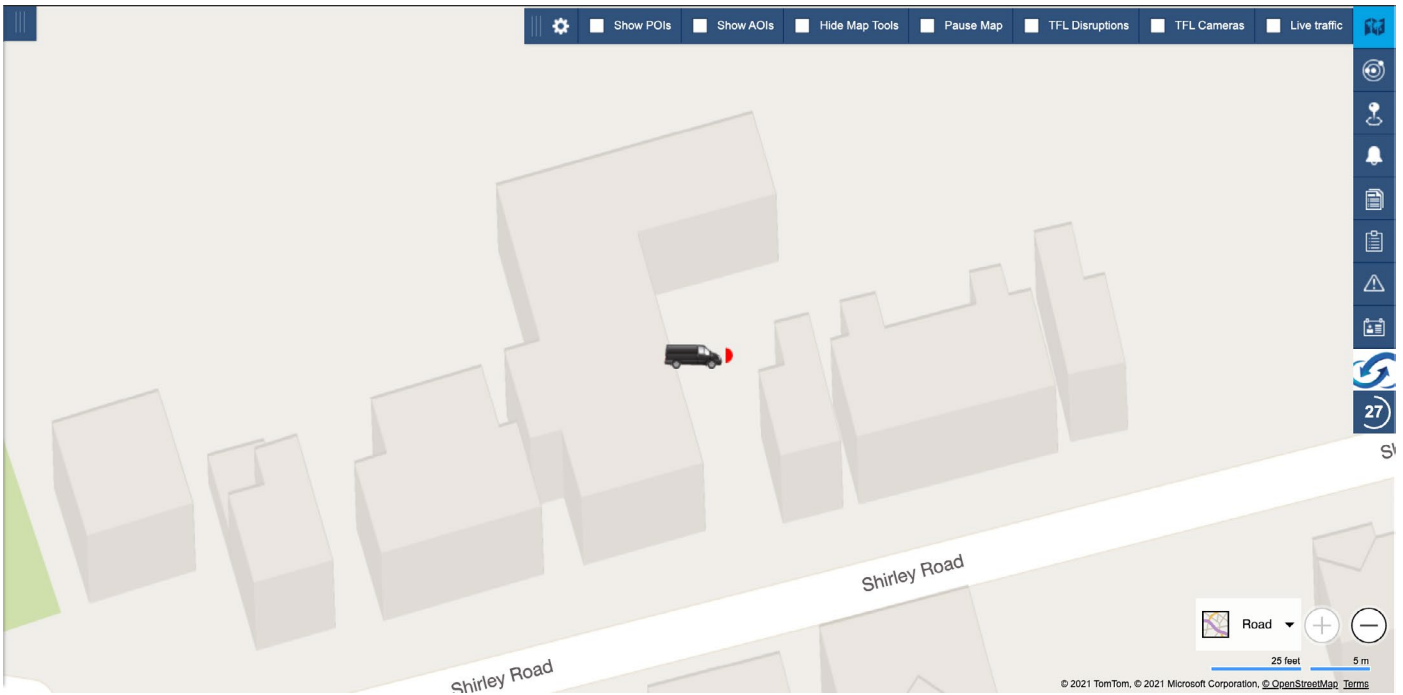 Show POIs
Show AOIs
Hide Map Tools
Pause Map
TFL Disruptions
TFL Cameras
Live traffic
27
Sh
Shirley Road
Shirley Road
Road
25 feet
5 m
© 2021 TomTom, © 2021 Microsoft Corporation, © OpenStreetMap Terms